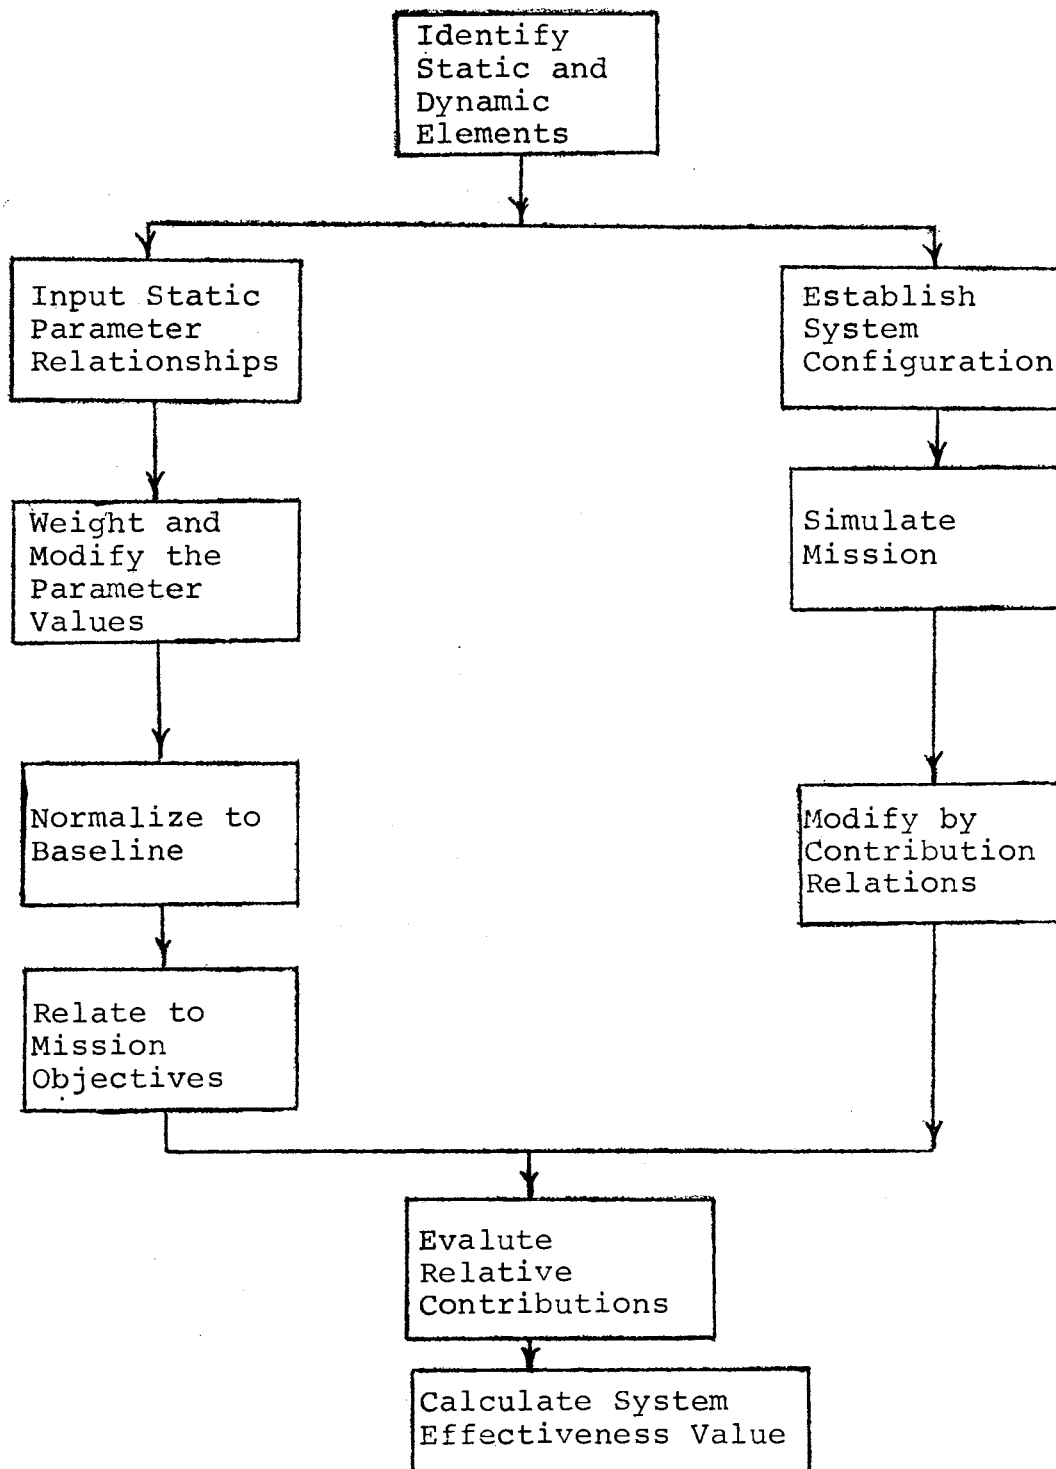 Identify
Static and
Dynamic
Elements
Input Static
Parameter
Relationships
Weight and
Modify the
Parameter
Values
Normalize to
Baseline
Relate to
Mission
Objectives
Establish
System
Configuration
Simulate
Mission
Modify by
Contribution
Relations
Evalute
Relative
Contributions
Calculate System
Effectiveness Value